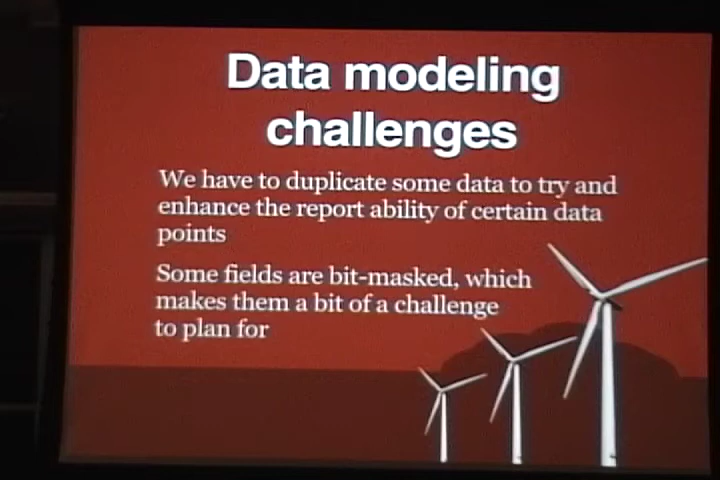 Data modeling
challenges
We have to duplicate some data to try and
enhance the report ability of certain data
points
Some fields are bit-masked, which
makes them a bit of a challenge
to plan for